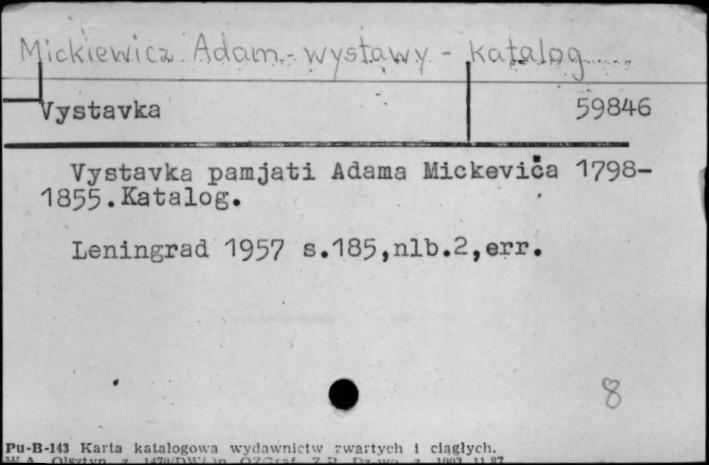 Mickiewicz Adam - wystawy - katalog
Vystavka 59846
Vystavka pamjati Adama Mickeviča 1798-
1855.Katalog.
Leningrad 1957 s.185,nlb.2,err.
8
Pu-B-143 Karta katalogowa wydawnictw zwartych i ciągłych.